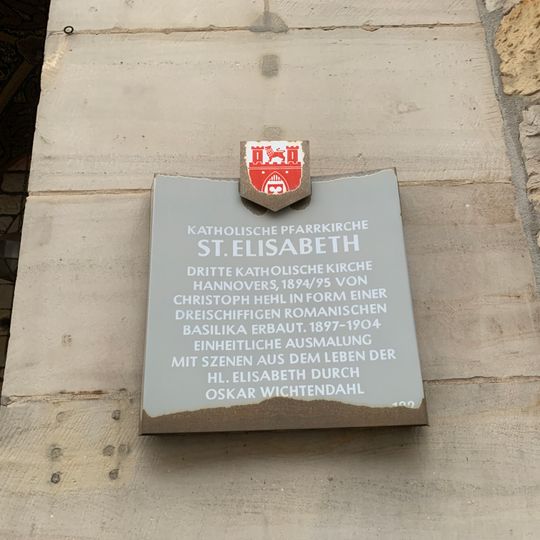 KATHOLISCHE PFARRKIRCHE
ST. ELISABETH
DRITTE KATHOLISCHE KIRCHE
HANNOVERS, 1894/95 VON
CHRISTOPH HEHL IN FORM EINER
DREISCHIFFIGEN ROMANISCHEN
BASILIKA ERBAUT. 1897-1904
EINHEITLICHE AUSMALUNG
MIT SZENEN AUS DEM LEBEN DER
HL. ELISABETH DURCH
OSKAR WICHTENDAHL